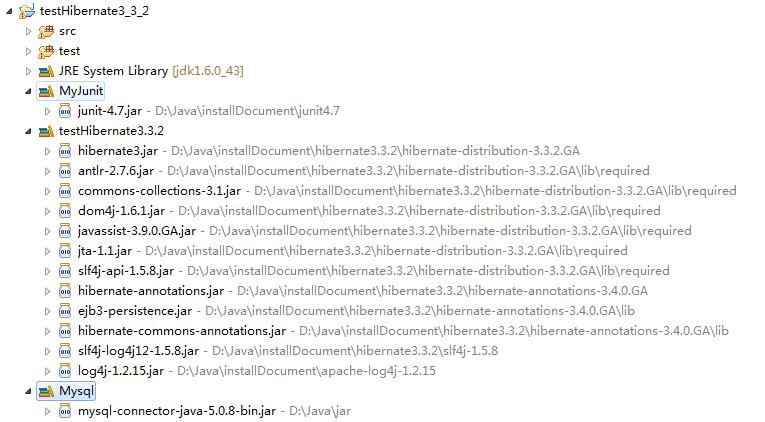 testHibernate3_3_2
src
test
JRE System Library [jdk1.6.0_43]
MyJunit
junit-4.7.jar - D:\Java\installDocument\junit4.7
testHibernate3.3.2
hibernate3.jar - D:\Java\installDocument\hibernate3.3.2\hibernate-distribution-3.3.2.GA
antlr-2.7.6.jar - D:\Java\installDocument\hibernate3.3.2\hibernate-distribution-3.3.2.GA\lib\required
commons-collections-3.1.jar - D:\Java\installDocument\hibernate3.3.2\hibernate-distribution-3.3.2.GA\lib\required
dom4j-1.6.1.jar - D:\Java\installDocument\hibernate3.3.2\hibernate-distribution-3.3.2.GA\lib\required
javassist-3.9.0.GA.jar - D:\Java\installDocument\hibernate3.3.2\hibernate-distribution-3.3.2.GA\lib\required
jta-1.1.jar - D:\Java\installDocument\hibernate3.3.2\hibernate-distribution-3.3.2.GA\lib\required
slf4j-api-1.5.8.jar - D:\Java\installDocument\hibernate3.3.2\hibernate-distribution-3.3.2.GA\lib\required
hibernate-annotations.jar - D:\Java\installDocument\hibernate3.3.2\hibernate-annotations-3.4.0.GA
ejb3-persistence.jar - D:\Java\installDocument\hibernate3.3.2\hibernate-annotations-3.4.0.GA\lib
hibernate-commons-annotations.jar - D:\Java\installDocument\hibernate3.3.2\hibernate-annotations-3.4.0.GA\lib
slf4j-log4j12-1.5.8.jar - D:\Java\installDocument\hibernate3.3.2\slf4j-1.5.8
log4j-1.2.15.jar - D:\Java\installDocument\apache-log4j-1.2.15
Mysql
mysql-connector-java-5.0.8-bin.jar - D:\Java\jar